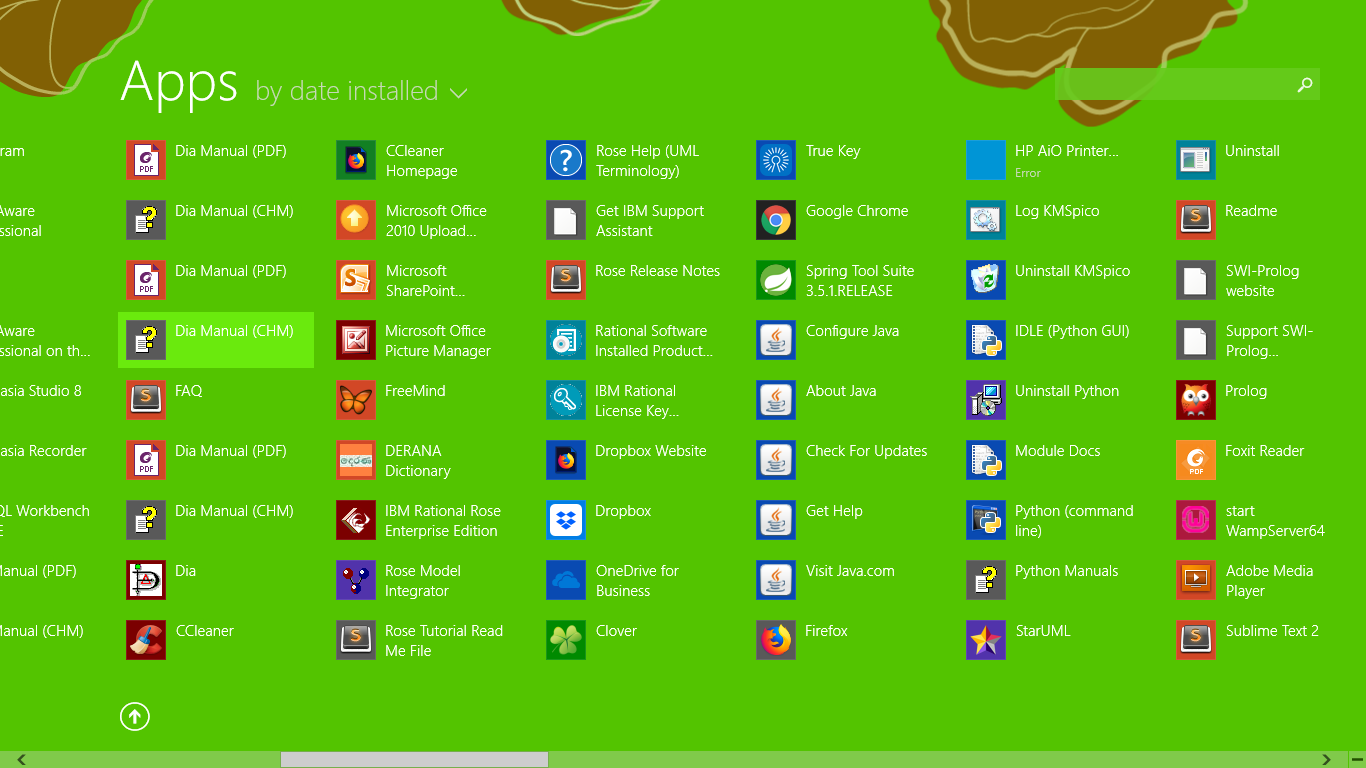 Apps by date installed
ram
Aware
ssional
Aware
ssional on th...
asia Studio 8
asia Recorder
QL Workbench
E
Manual (PDF)
Manual (CHM)
PDF
Dia Manual (PDF)
Dia Manual (CHM)
PDF
Dia Manual (PDF)
Dia Manual (CHM)
FAQ
PDF
Dia Manual (PDF)
Dia Manual (CHM)
Dia
CCleaner
CCleaner
Homepage
Microsoft Office
2010 Upload...
Microsoft
SharePoint...
Microsoft Office
Picture Manager
FreeMind
දෙරණ
DERANA
Dictionary
IBM Rational Rose
Enterprise Edition
Rose Model
Integrator
Rose Tutorial Read
Me File
Rose Help (UML
Terminology)
Get IBM Support
Assistant
Rose Release Notes
Rational Software
Installed Product...
IBM Rational
License Key...
Dropbox Website
Dropbox
OneDrive for
Business
Clover
True Key
Google Chrome
Spring Tool Suite
3.5.1.RELEASE
Configure Java
About Java
Check For Updates
Get Help
Visit Java.com
Firefox
HP AiO Printer...
Error
Log KMSpico
Uninstall KMSpico
IDLE (Python GUI)
Uninstall Python
Module Docs
Python (command
line)
Python Manuals
StarUML
Uninstall
Readme
SWI-Prolog
website
Support SWI-
Prolog...
Prolog
PDF
Foxit Reader
start
WampServer64
Adobe Media
Player
Sublime Text 2